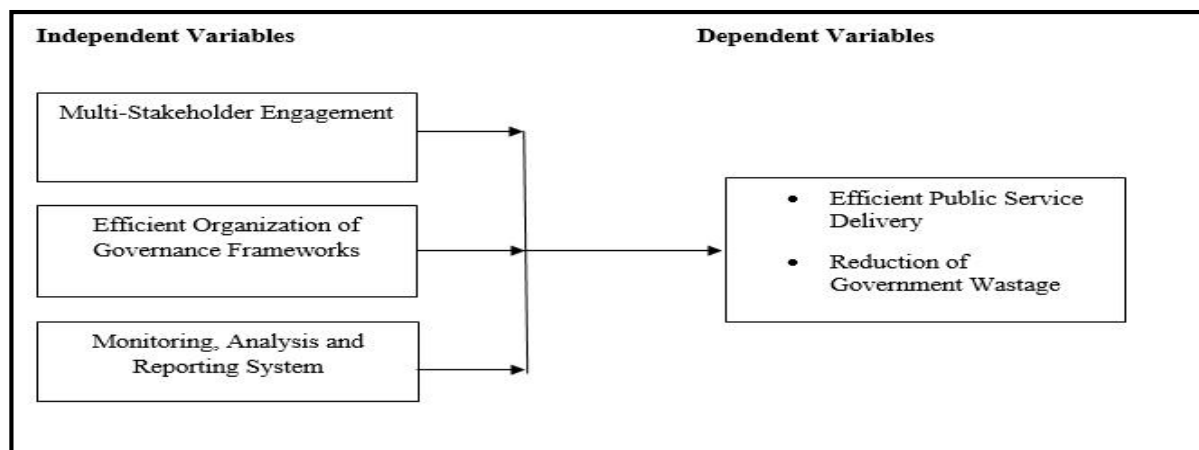 Independent Variables
Dependent Variables
Multi-Stakeholder Engagement
Efficient Organization of
Governance Frameworks
Monitoring, Analysis and
Reporting System
• Efficient Public Service
Delivery
• Reduction of
Government Wastage